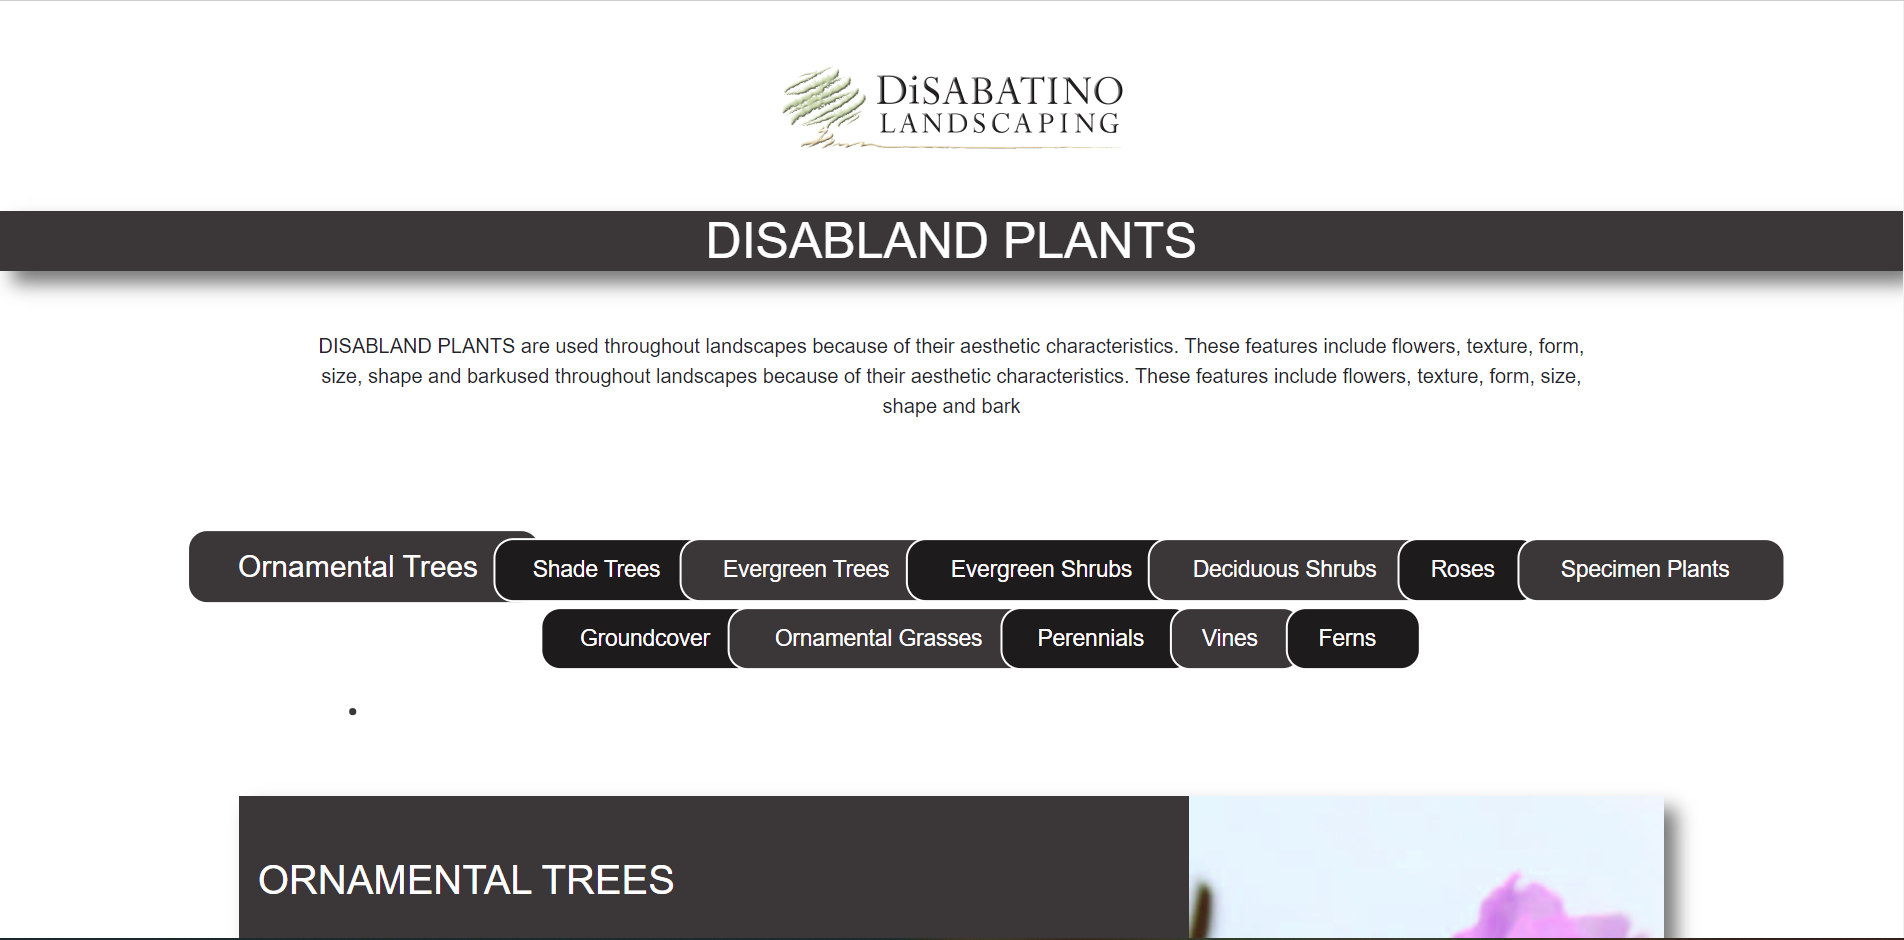 DiSABATINO
LANDSCAPING
DISABLAND PLANTS
DISABLAND PLANTS are used throughout landscapes because of their aesthetic characteristics. These features include flowers, texture, form,
size, shape and barkused throughout landscapes because of their aesthetic characteristics. These features include flowers, texture, form, size,
shape and bark
Ornamental Trees Shade Trees Evergreen Trees Evergreen Shrubs Deciduous Shrubs Roses Specimen Plants
Groundcover Ornamental Grasses Perennials Vines Ferns
ORNAMENTAL TREES